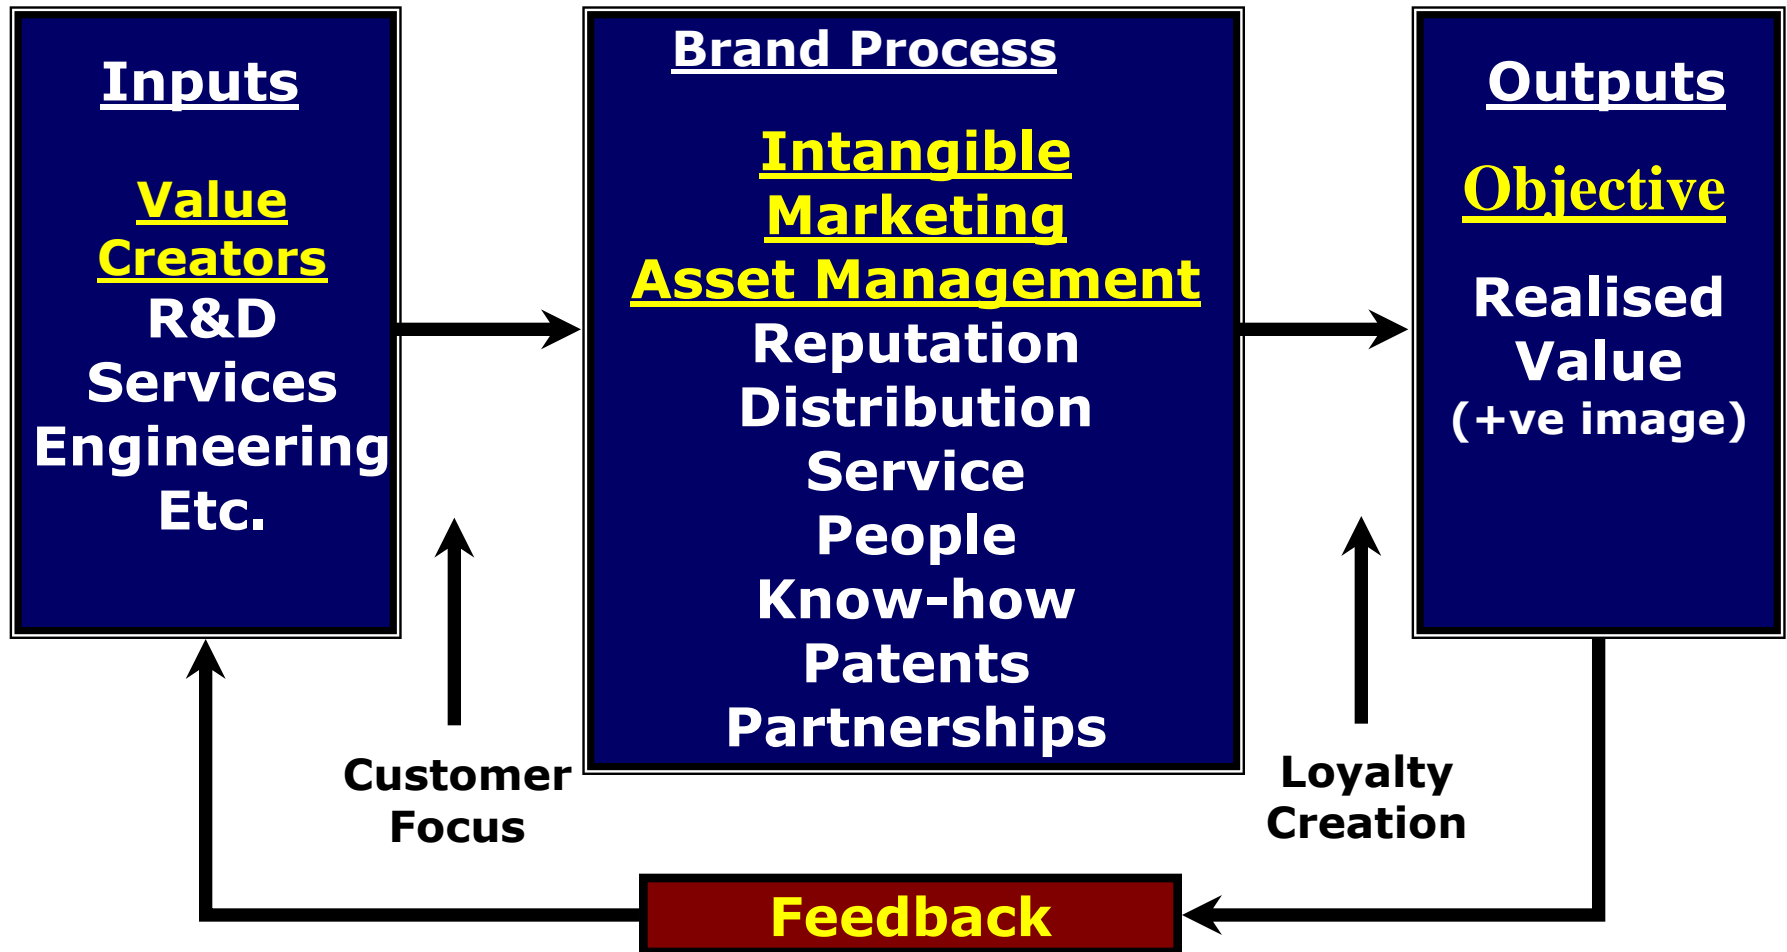 Inputs
Value
Creators
R&D
Services
Engineering
Etc.
Brand Process
Intangible
Marketing
Asset Management
Reputation
Distribution
Service
People
Know-how
Patents
Partnerships
Outputs
Objective
Realised
Value
(+ve image)
Customer
Focus
Loyalty
Creation
Feedback